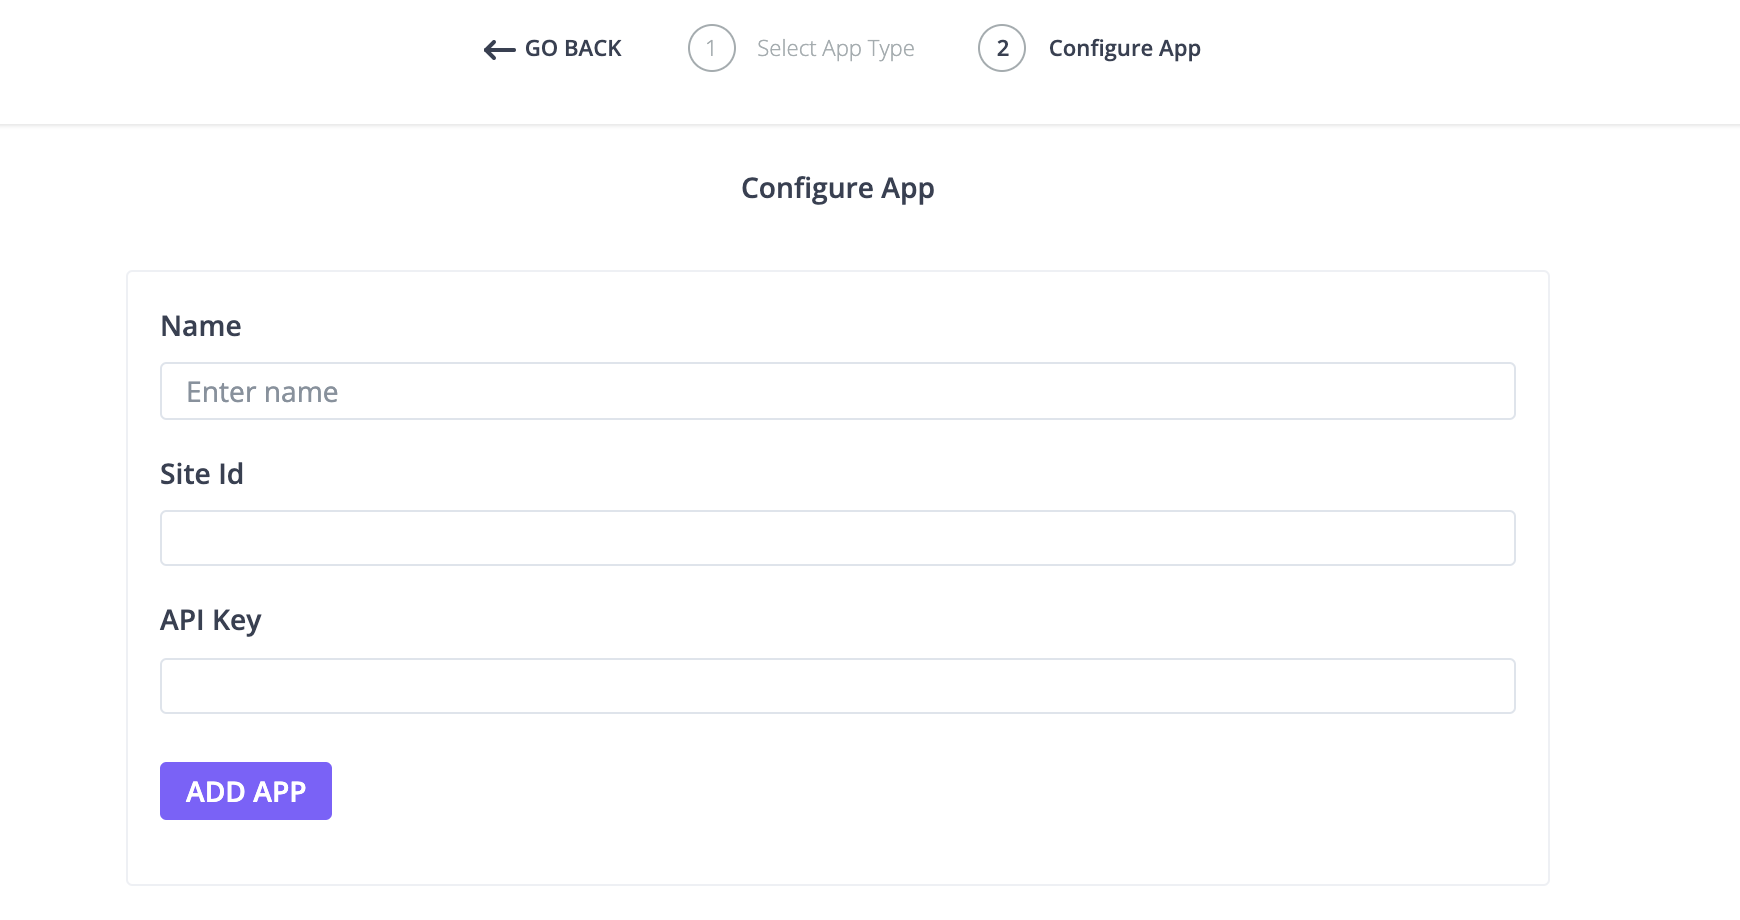 GO BACK 1 Select App Type 2 Configure App
Configure App
Name
Enter name
Site Id
API Key
ADD APP